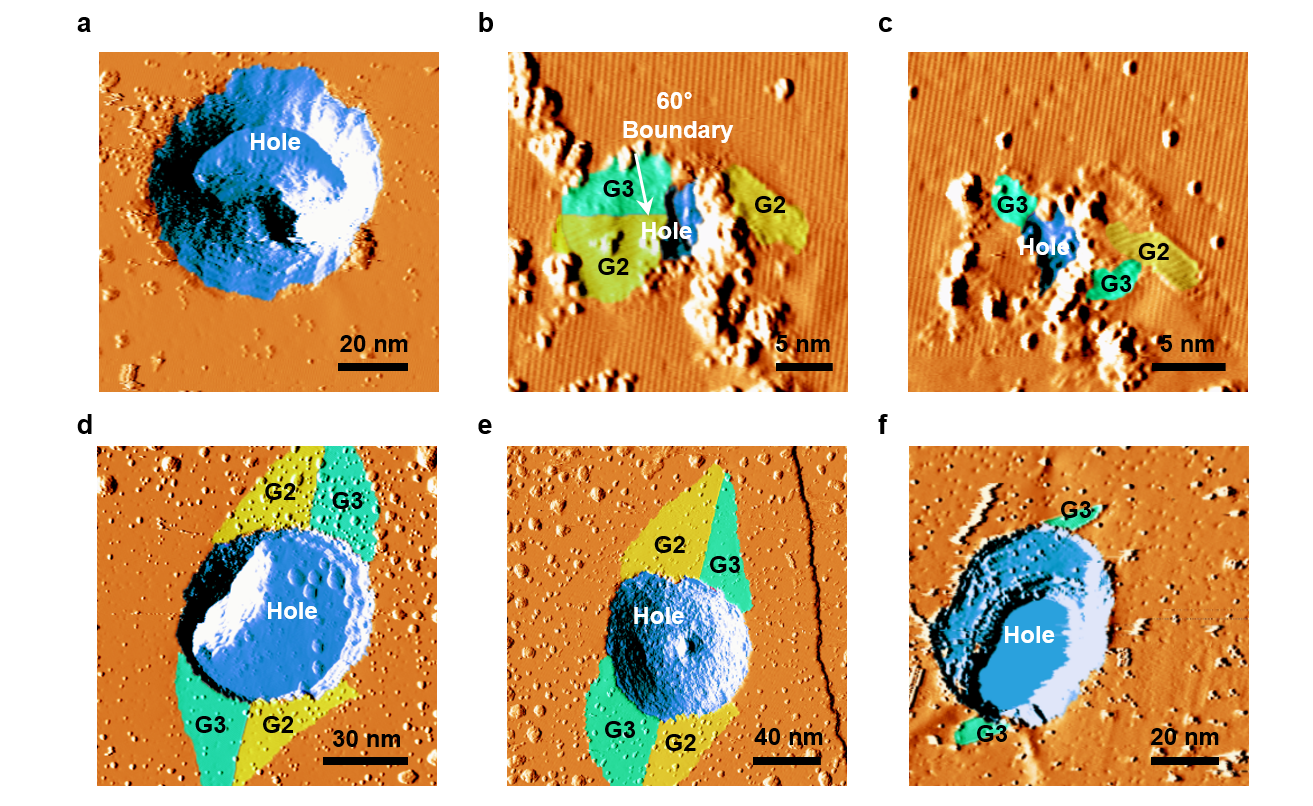 a
b
c
Hole
20 nm
60°
Boundary
G3
Hole
G2
G2
5 nm
G3
Hole
G2
G3
5 nm
d
e
f
G2
G3
Hole
G3
G2
30 nm
G2
G3
Hole
G3
G2
40 nm
G3
Hole
G3
20 nm